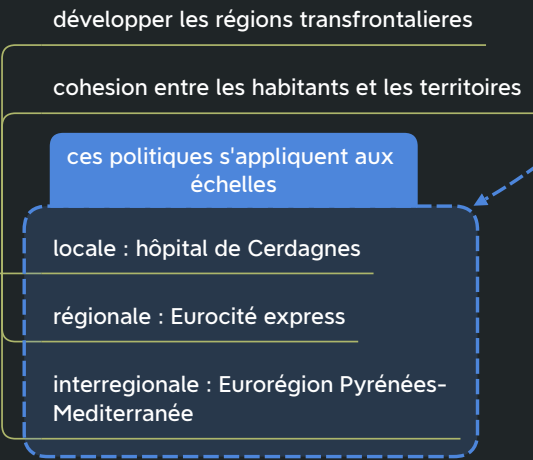 développer les régions transfrontalieres
cohesion entre les habitants et les territoires
ces politiques s'appliquent aux
échelles
locale : hôpital de Cerdagnes
régionale : Eurocité express
interregionale : Eurorégion Pyrénées-
Mediterranée